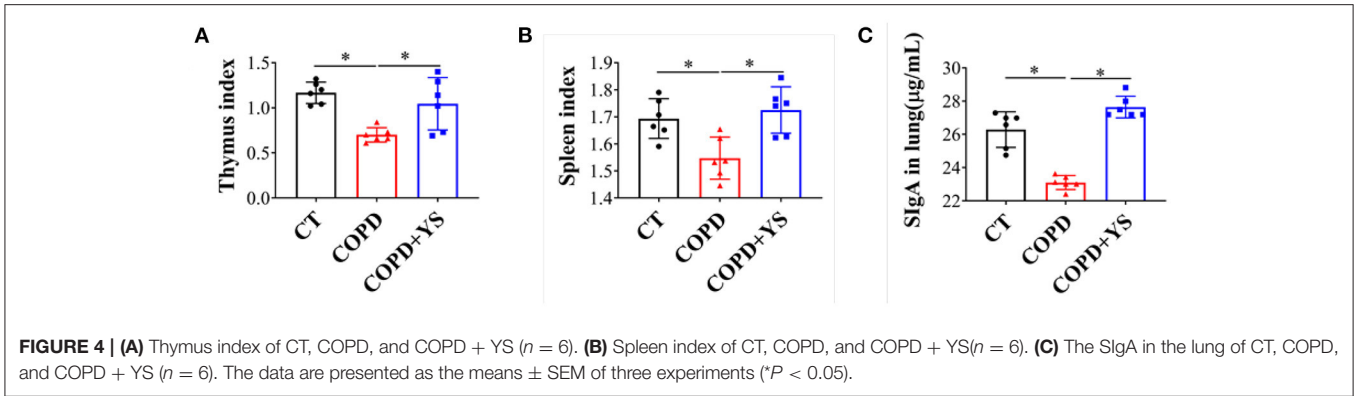 A
B
C
*
*
*
*
*
*
Thymus index
1.5
1.0
0.5
0.0
CT
COPD
COPD+YS
Spleen index
1.9
1.8
1.7
1.6
1.5
1.4
CT
COPD
COPD+YS
SIgA in lung(μg/mL)
30
28
26
24
22
CT
COPD
COPD+YS
FIGURE 4 | (A) Thymus index of CT, COPD, and COPD + YS (n = 6). (B) Spleen index of CT, COPD, and COPD + YS(n = 6). (C) The SIgA in the lung of CT, COPD,
and COPD + YS (n = 6). The data are presented as the means ± SEM of three experiments (*P < 0.05).